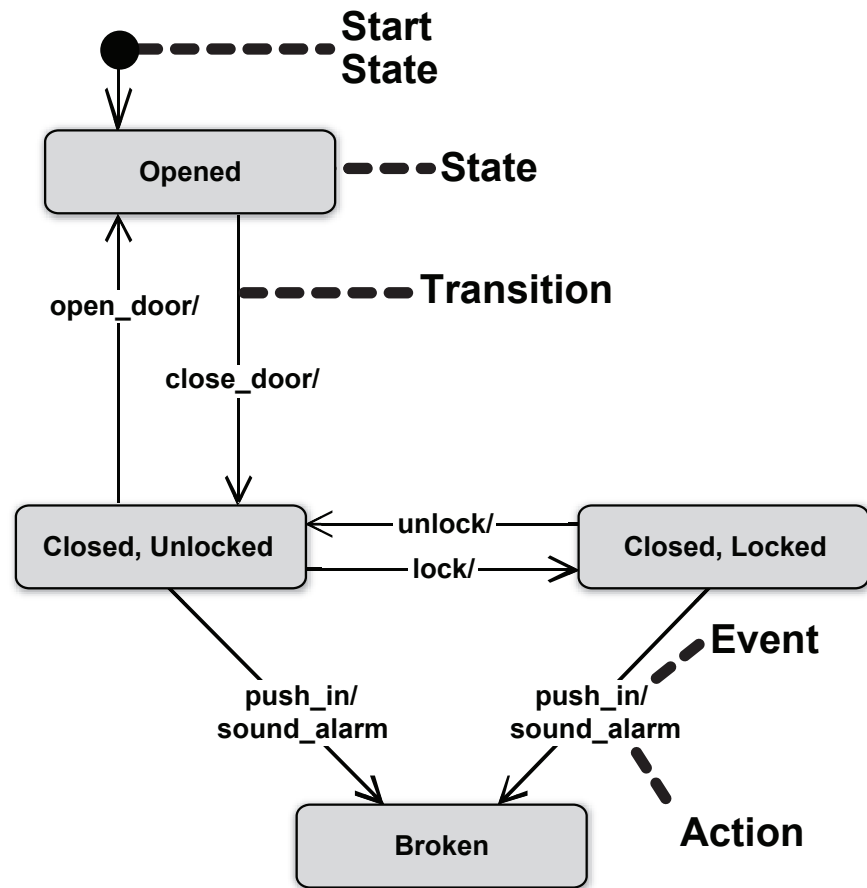 Start
State
Opened
State
open_door/
Transition
close_door/
Closed, Unlocked
unlock/
lock/
Closed, Locked
Event
push_in/
sound_alarm
push_in/
sound_alarm
Action
Broken